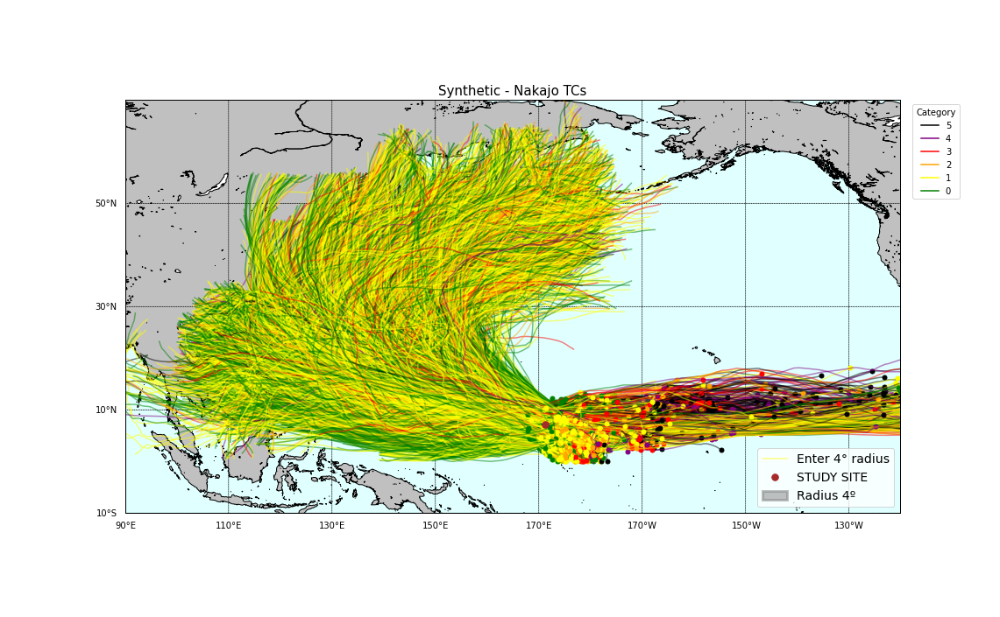 Synthetic - Nakajo TCs
Category
5
4
3
2
1
0
50°N
30°N
10°N
10°S
90°E
110°E
130°E
150°E
170°E
170°W
150°W
130°W
Enter 4° radius
STUDY SITE
Radius 4º